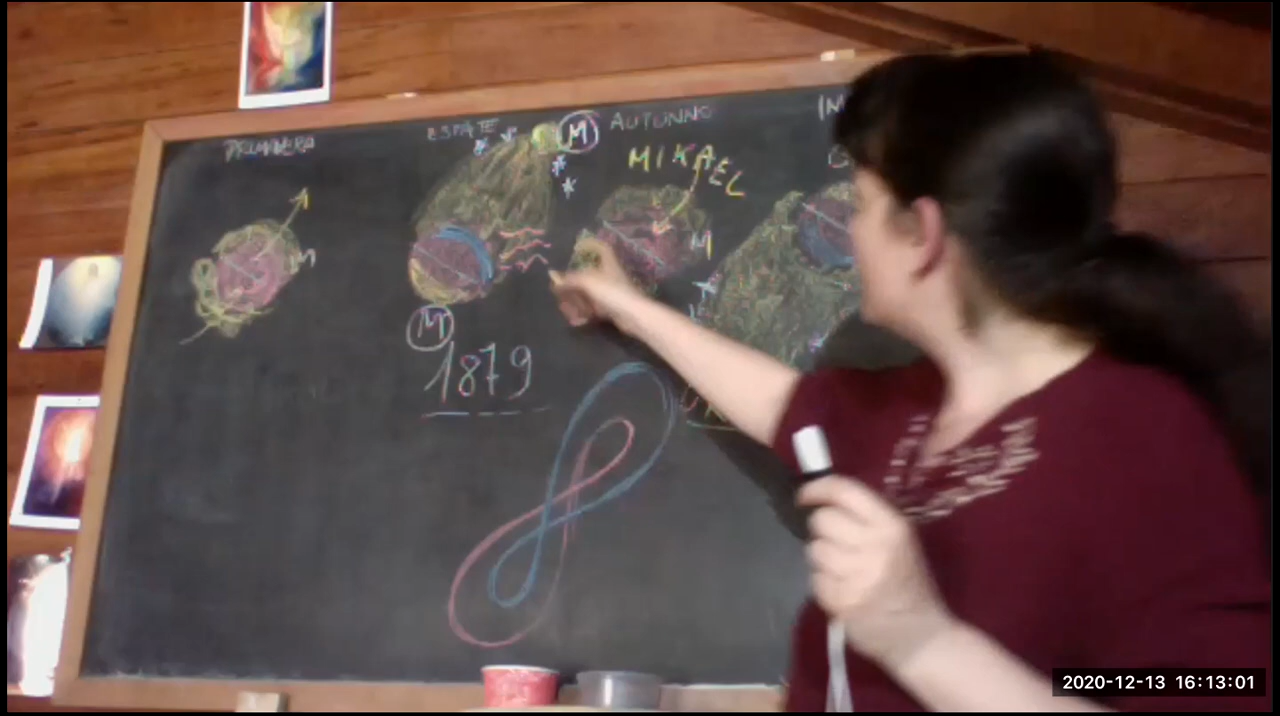 PRIMAVERA
ESTATE
AUTUNNO
M
MIKAEL
M
M
M
1879
2020-12-13 16:13:01